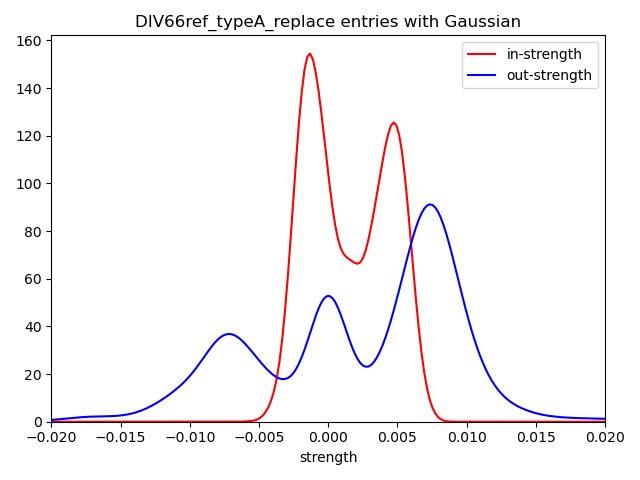 DIV66ref_typeA_replace entries with Gaussian
160
140
120
100
80
60
40
20
0
in-strength
out-strength
−0.020 −0.015 −0.010 −0.005 0.000 0.005 0.010 0.015 0.020
strength